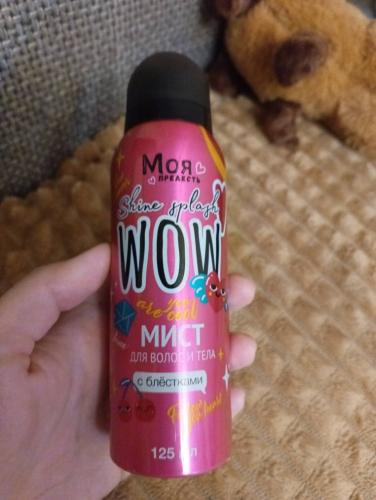 Моя
ПРЕЛЕСТЬ
Shine splash
WOW
you
are cool
МИСТ
ДЛЯ ВОЛОС И ТЕЛА
с блёстками
125 мл